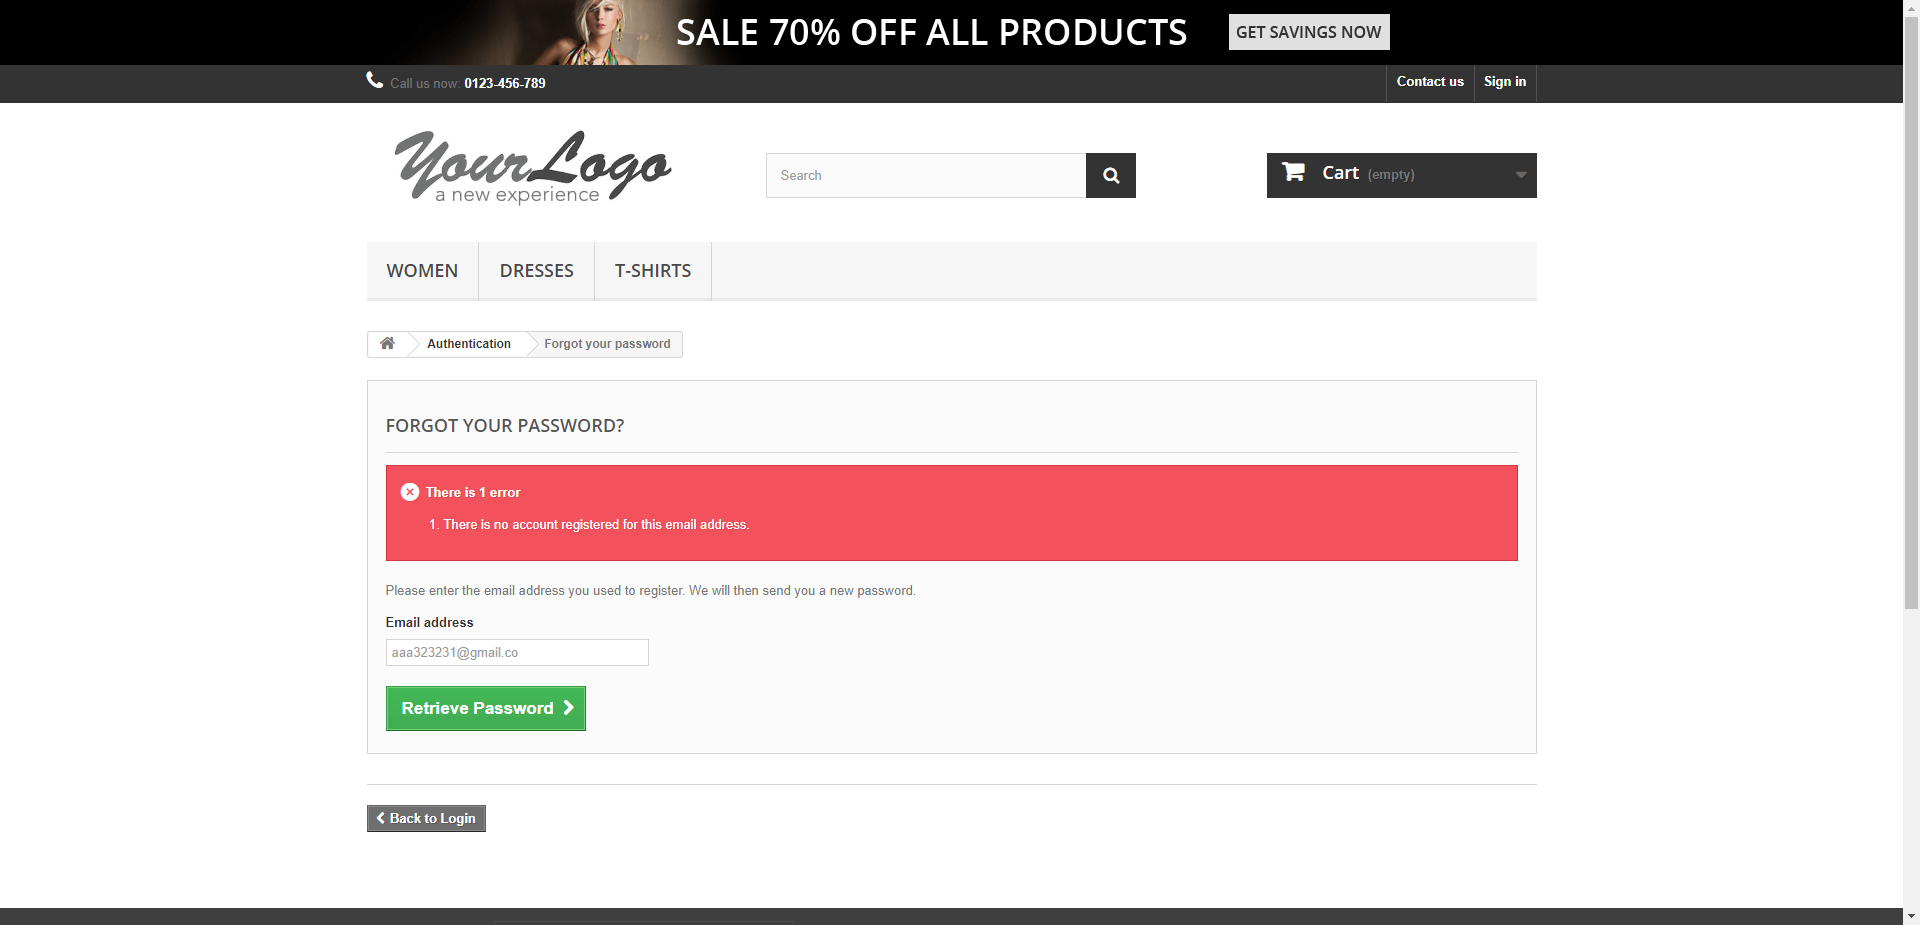 SALE 70% OFF ALL PRODUCTS
GET SAVINGS NOW
Call us now: 0123-456-789
Contact us
Sign in
YourLogo
a new experience
Search
Cart (empty)
WOMEN
DRESSES
T-SHIRTS
Authentication
Forgot your password
FORGOT YOUR PASSWORD?
There is 1 error
1. There is no account registered for this email address.
Please enter the email address you used to register. We will then send you a new password.
Email address
aaa323231@gmail.co
Retrieve Password
Back to Login